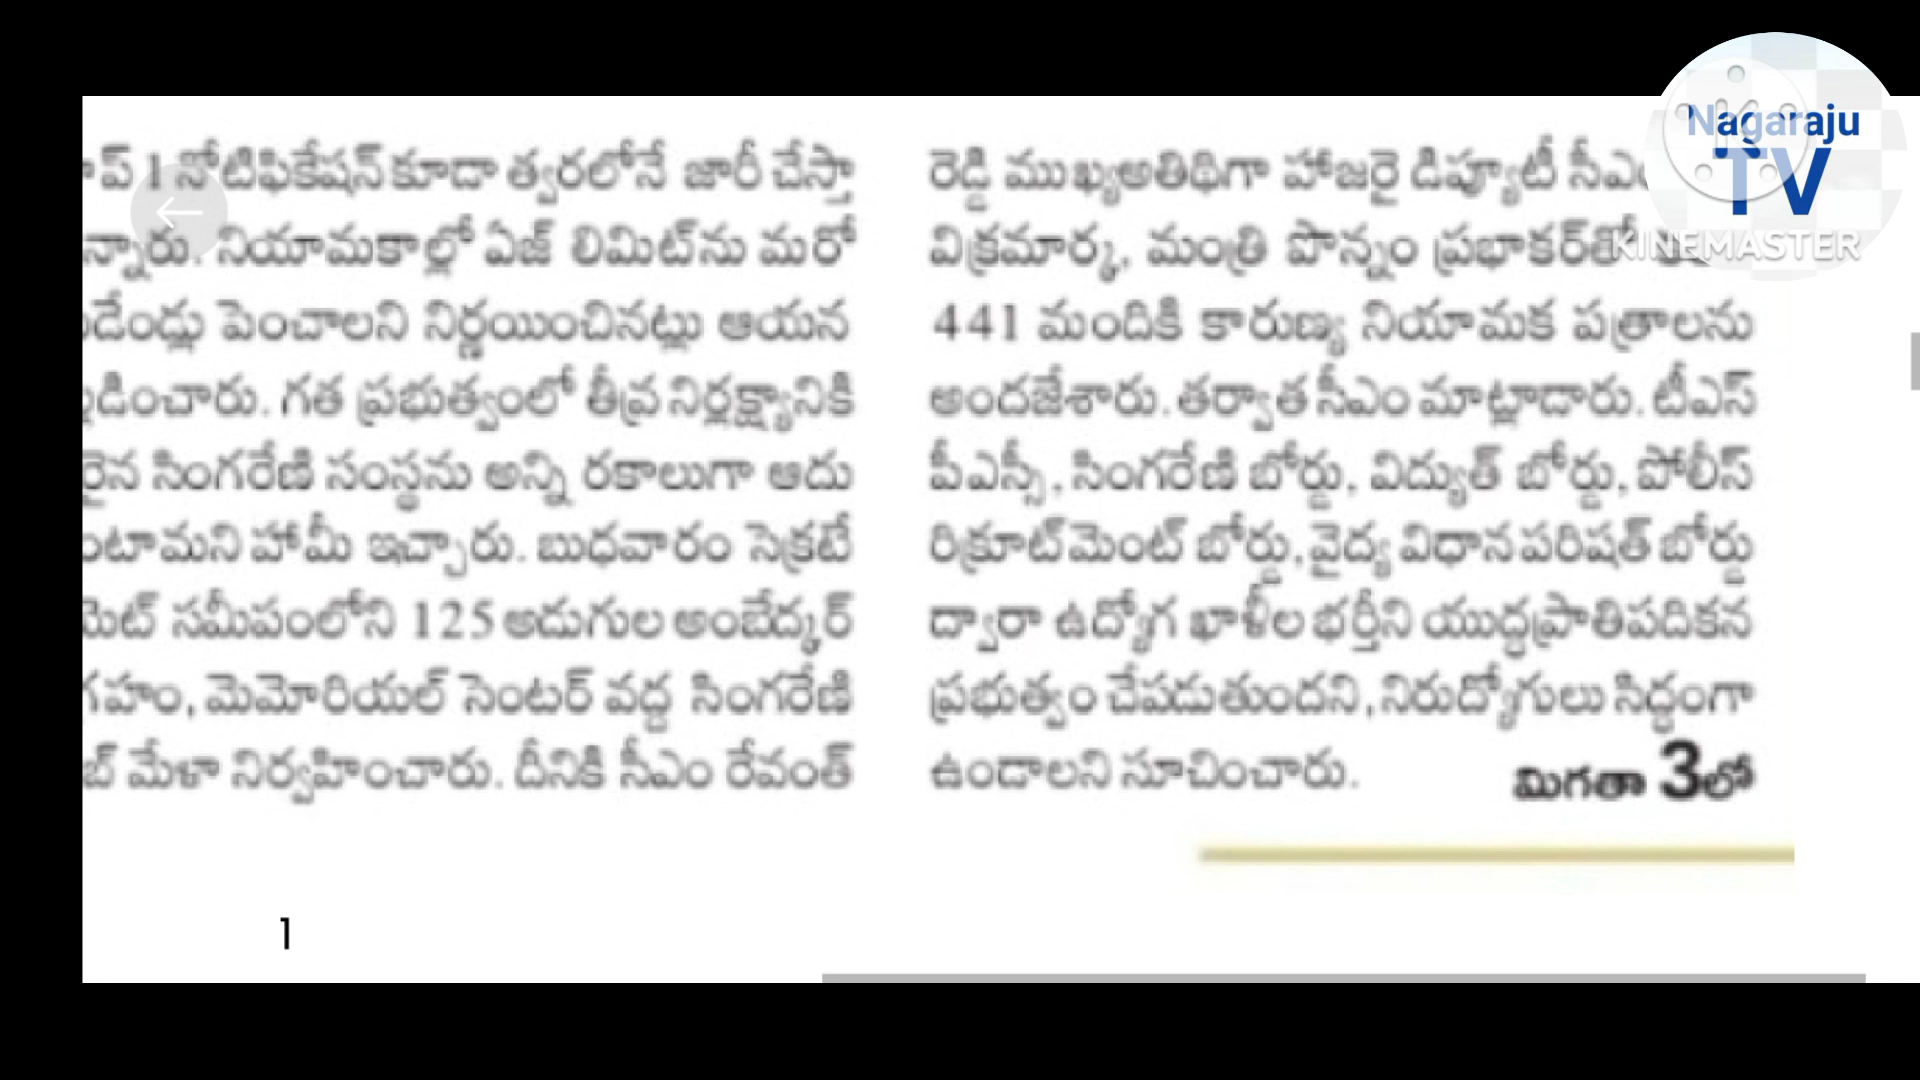 ాప్ 1 నోటిఫికేషన్ కూడా త్వరలోనే జారీ చేస్తా
న్నారు. నియామకాల్లో ఏజ్ లిమిట్‌ను మరో
డేండ్లు పెంచాలని నిర్ణయించినట్లు ఆయన
డించారు. గత ప్రభుత్వంలో తీవ్ర నిర్లక్ష్యానికి
రైన సింగరేణి సంస్థను అన్ని రకాలుగా ఆదు
ంటామని హామీ ఇచ్చారు. బుధవారం సెక్రటే
మెట్ సమీపంలోని 125 అడుగుల అంబేద్కర్
గ్రహం, మెమోరియల్ సెంటర్ వద్ద సింగరేణి
బ్ మేళా నిర్వహించారు. దీనికి సీఎం రేవంత్
రెడ్డి ముఖ్యఅతిథిగా హాజరై డిప్యూటీ సీఎం
విక్రమార్క, మంత్రి పొన్నం ప్రభాకర్‌తో
441 మందికి కారుణ్య నియామక పత్రాలను
అందజేశారు. తర్వాత సీఎం మాట్లాడారు. టీఎస్
పీఎస్సీ, సింగరేణి బోర్డు, విద్యుత్ బోర్డు, పోలీస్
రిక్రూట్‌మెంట్ బోర్డు, వైద్య విధాన పరిషత్ బోర్డు
ద్వారా ఉద్యోగ ఖాళీల భర్తీని యుద్ధప్రాతిపదికన
ప్రభుత్వం చేపడుతుందని, నిరుద్యోగులు సిద్ధంగా
ఉండాలని సూచించారు.
మిగతా 3లో
1
Nagaraju
TV
KINEMASTER